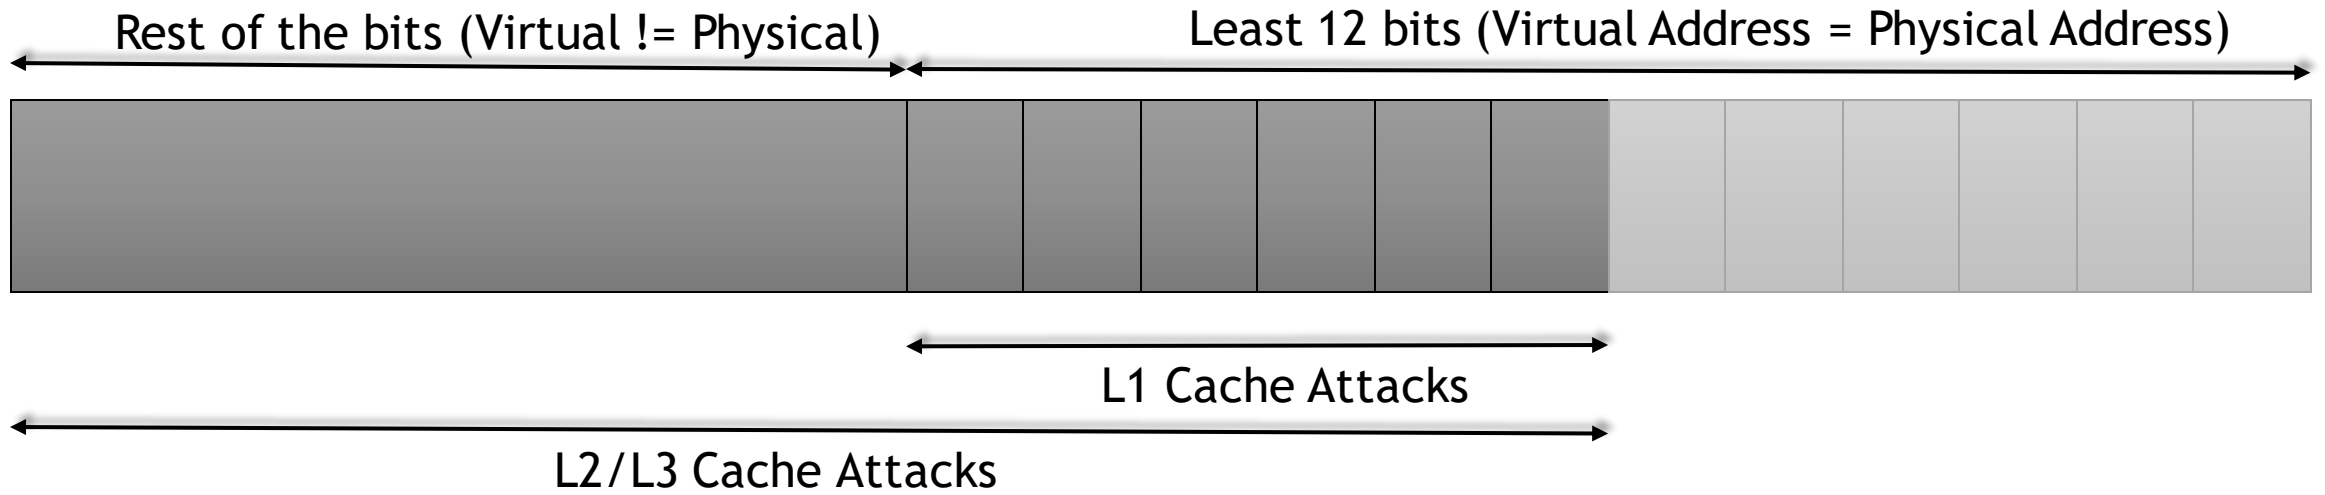 Rest of the bits (Virtual != Physical)
Least 12 bits (Virtual Address = Physical Address)
L1 Cache Attacks
L2/L3 Cache Attacks